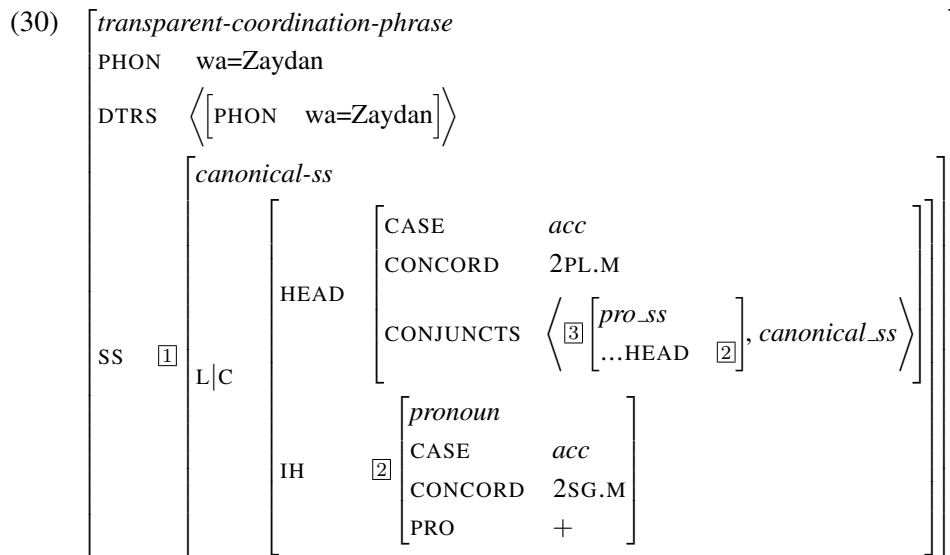 (30) transparent-coordination-phrase
PHON wa=Zaydan
DTRS ⟨[PHON wa=Zaydan]⟩
canonical-ss
CASE acc
CONCORD 2PL.M
HEAD
CONJUNCTS ⟨ 3 [pro_ss …HEAD 2], canonical_ss ⟩
SS 1
L|C
pronoun
CASE acc
IH 2
CONCORD 2SG.M
PRO +